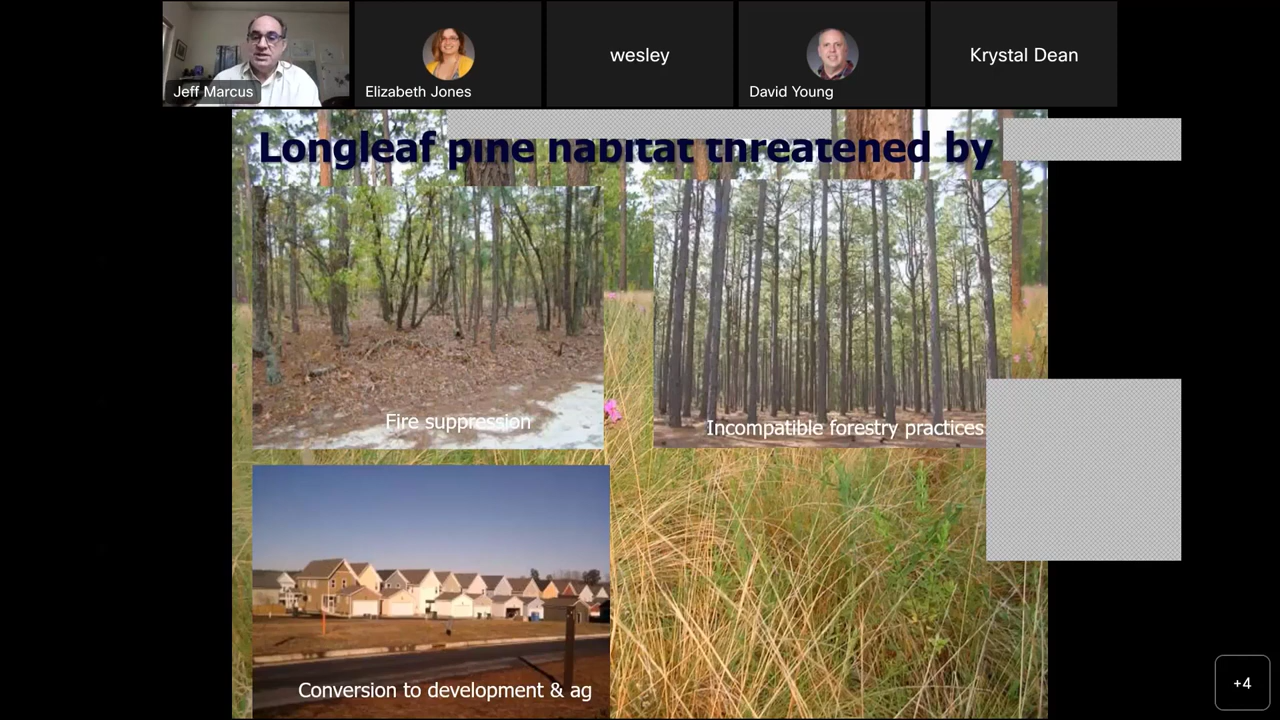 Jeff Marcus
Elizabeth Jones
wesley
David Young
Krystal Dean
Longleaf pine habitat threatened by
Fire suppression
Incompatible forestry practices
Conversion to development & ag
+4